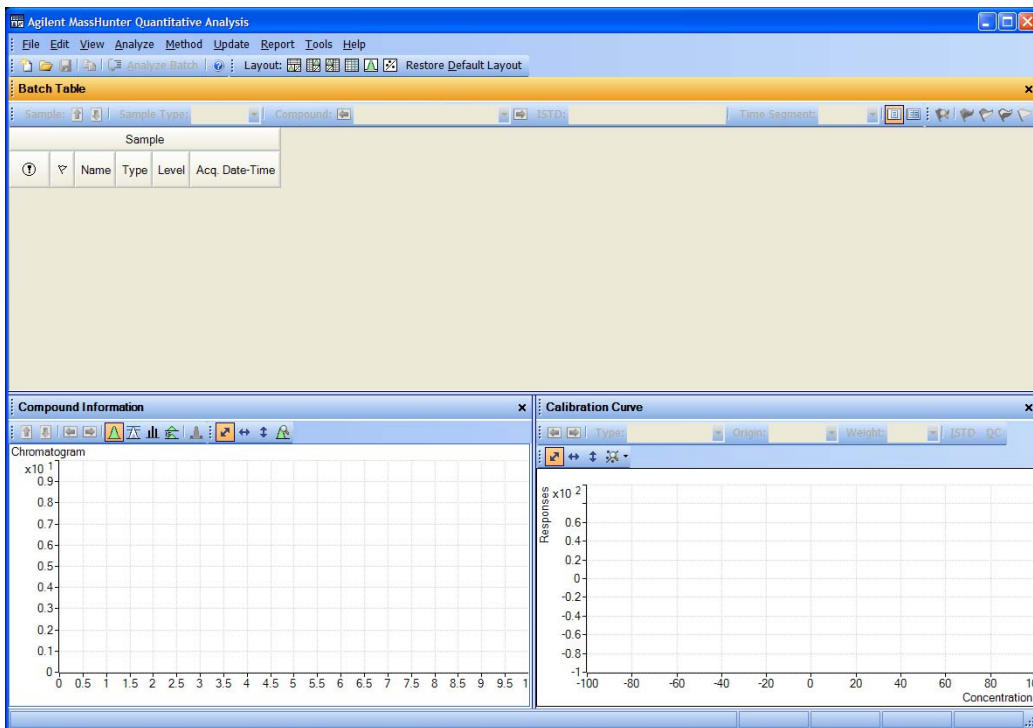 Agilent MassHunter Quantitative Analysis
File Edit View Analyze Method Update Report Tools Help
Analyze Batch Layout: Restore Default Layout
Batch Table
Sample: Sample Type: Compound: ISTD: Time Segment:
Sample
Name Type Level Acq. Date-Time
Compound Information
Chromatogram
x10 1
0.9
0.8
0.7
0.6
0.5
0.4
0.3
0.2
0.1
0
0 0.5 1 1.5 2 2.5 3 3.5 4 4.5 5 5.5 6 6.5 7 7.5 8 8.5 9 9.5 1
Calibration Curve
Type: Origin: Weight: ISTD QC
Responses
x10 2
0.6
0.4
0.2
0
-0.2
-0.4
-0.6
-0.8
-1
-100 -80 -60 -40 -20 0 20 40 60 80 10
Concentration